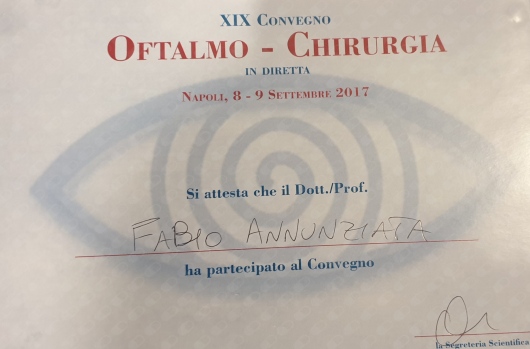 XIX Convegno
Oftalmo - Chirurgia
in diretta
Napoli, 8 - 9 Settembre 2017
Si attesta che il Dott./Prof.
FABIO ANNUNZIATA
ha partecipato al Convegno
la Segreteria Scientifica